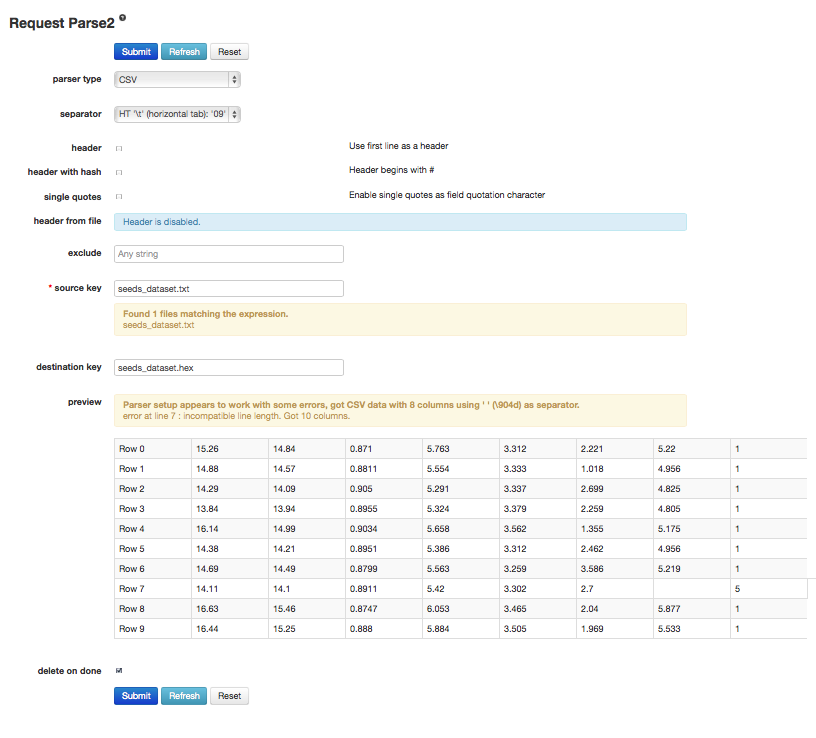 Request Parse2 ?
Submit Refresh Reset
parser type CSV
separator HT '\t' (horizontal tab): '09'
header Use first line as a header
header with hash Header begins with #
single quotes Enable single quotes as field quotation character
header from file Header is disabled.
exclude Any string
* source key seeds_dataset.txt
Found 1 files matching the expression.
seeds_dataset.txt
destination key seeds_dataset.hex
preview Parser setup appears to work with some errors, got CSV data with 8 columns using ' ' (\904d) as separator.
error at line 7 : incompatible line length. Got 10 columns.
Row 0 15.26 14.84 0.871 5.763 3.312 2.221 5.22 1
Row 1 14.88 14.57 0.8811 5.554 3.333 1.018 4.956 1
Row 2 14.29 14.09 0.905 5.291 3.337 2.699 4.825 1
Row 3 13.84 13.94 0.8955 5.324 3.379 2.259 4.805 1
Row 4 16.14 14.99 0.9034 5.658 3.562 1.355 5.175 1
Row 5 14.38 14.21 0.8951 5.386 3.312 2.462 4.956 1
Row 6 14.69 14.49 0.8799 5.563 3.259 3.586 5.219 1
Row 7 14.11 14.1 0.8911 5.42 3.302 2.7 5
Row 8 16.63 15.46 0.8747 6.053 3.465 2.04 5.877 1
Row 9 16.44 15.25 0.888 5.884 3.505 1.969 5.533 1
delete on done
Submit Refresh Reset